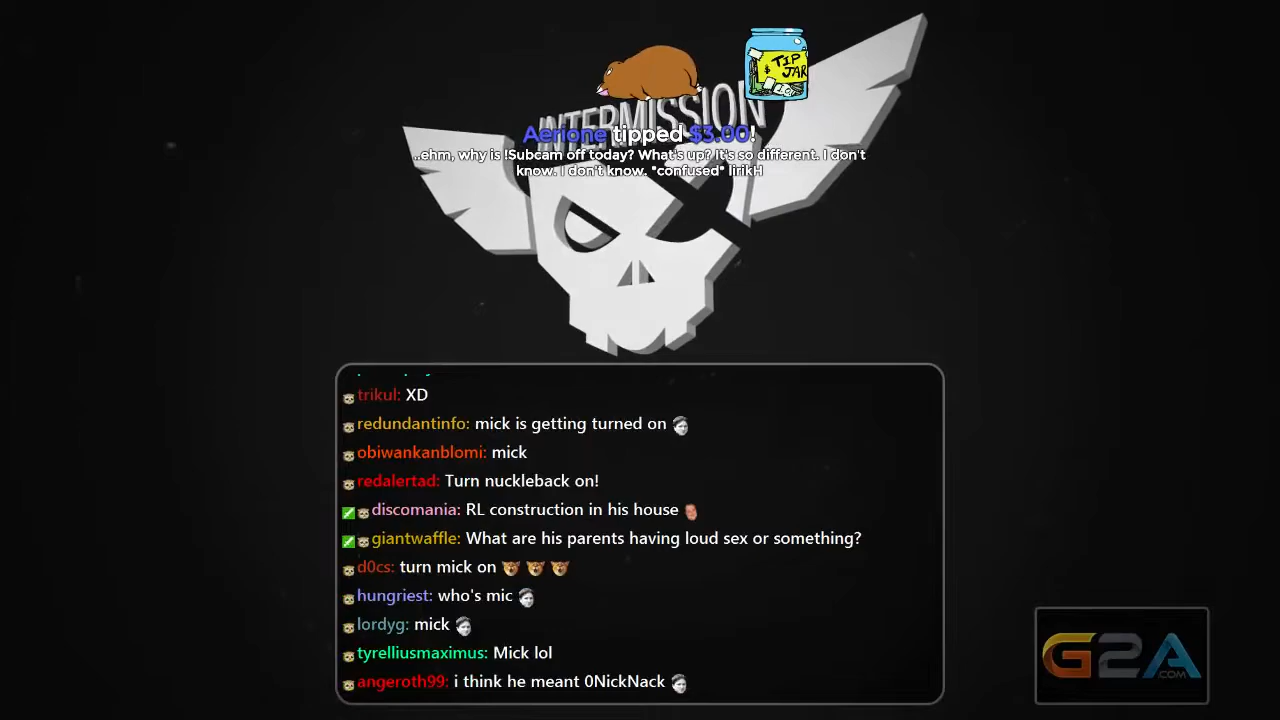 TIP
JAR
INTERMISSION
Aerione tipped $3.00!
..ehm, why is !Subcam off today? What's up? It's so different. I don't
know. I don't know. *confused* lirikH
trikul: XD
redundantinfo: mick is getting turned on
obiwankanblomi: mick
redalertad: Turn nuckleback on!
discomania: RL construction in his house
giantwaffle: What are his parents having loud sex or something?
d0cs: turn mick on
hungriest: who's mic
lordyg: mick
tyrelliusmaximus: Mick lol
angeroth99: i think he meant 0NickNack
G2A
.COM